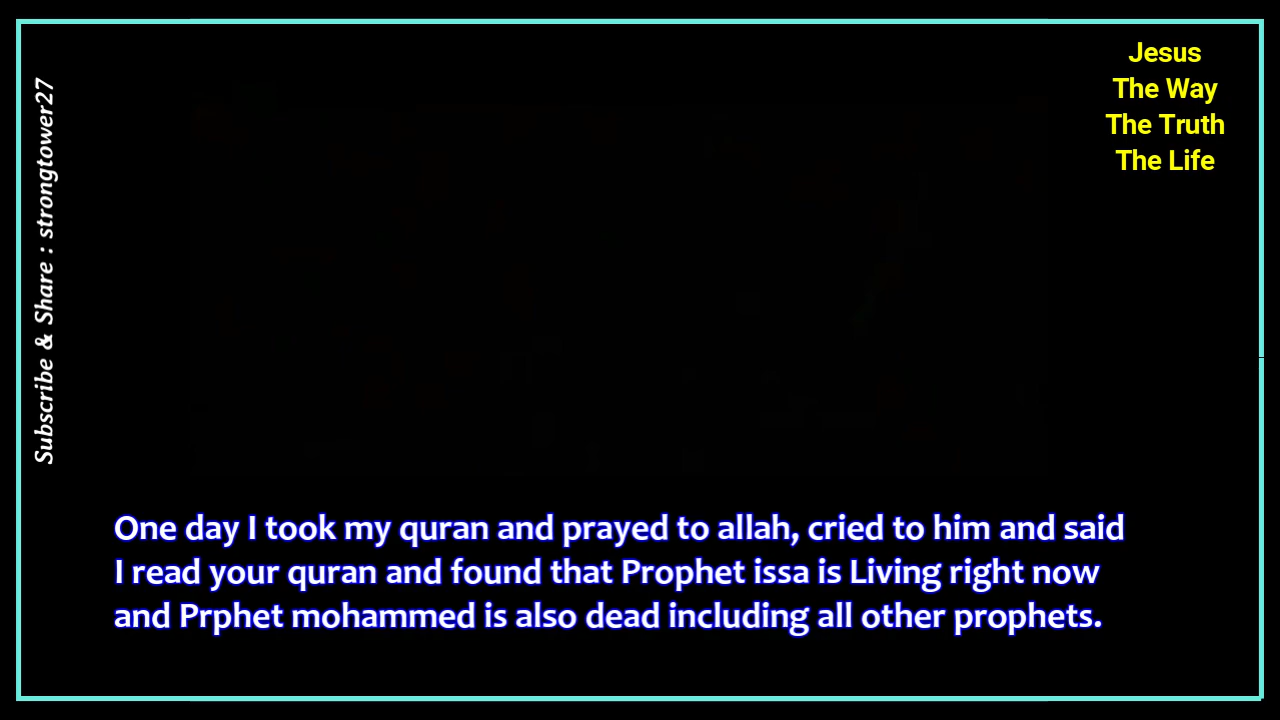 Jesus
The Way
The Truth
The Life
Subscribe & Share : strongtower27
One day I took my quran and prayed to allah, cried to him and said
I read your quran and found that Prophet issa is Living right now
and Prphet mohammed is also dead including all other prophets.